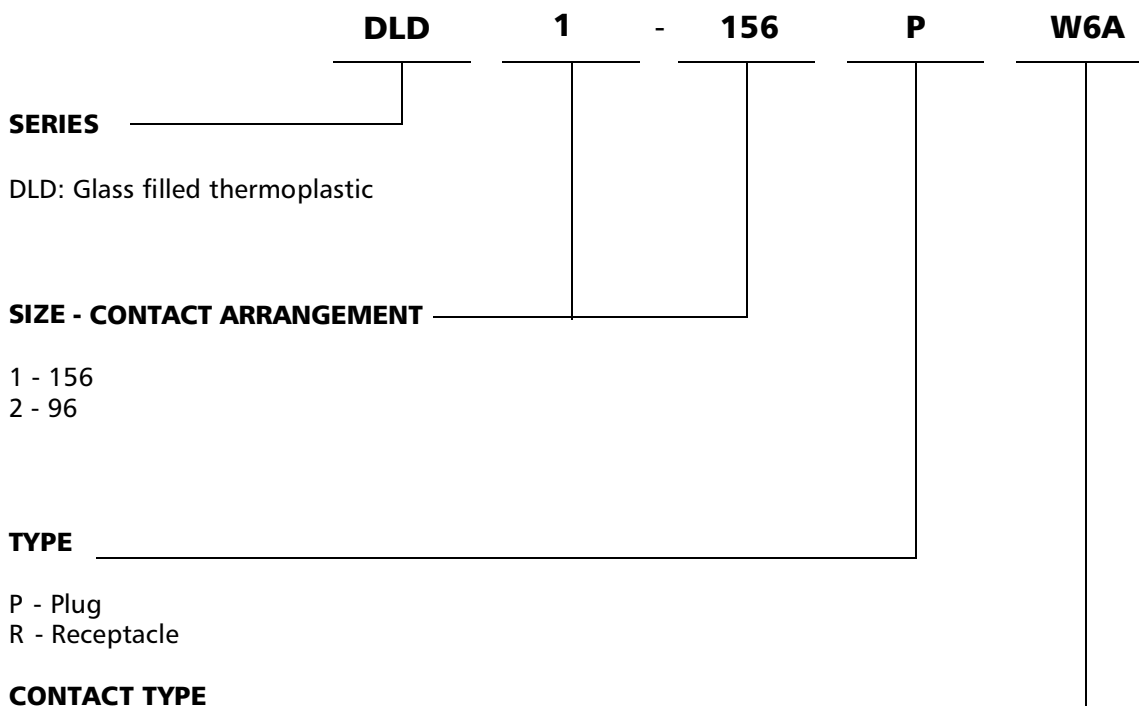 DLD 1 - 156 P W6A
SERIES
DLD: Glass filled thermoplastic
SIZE - CONTACT ARRANGEMENT
1 - 156
2 - 96
TYPE
P - Plug
R - Receptacle
CONTACT TYPE